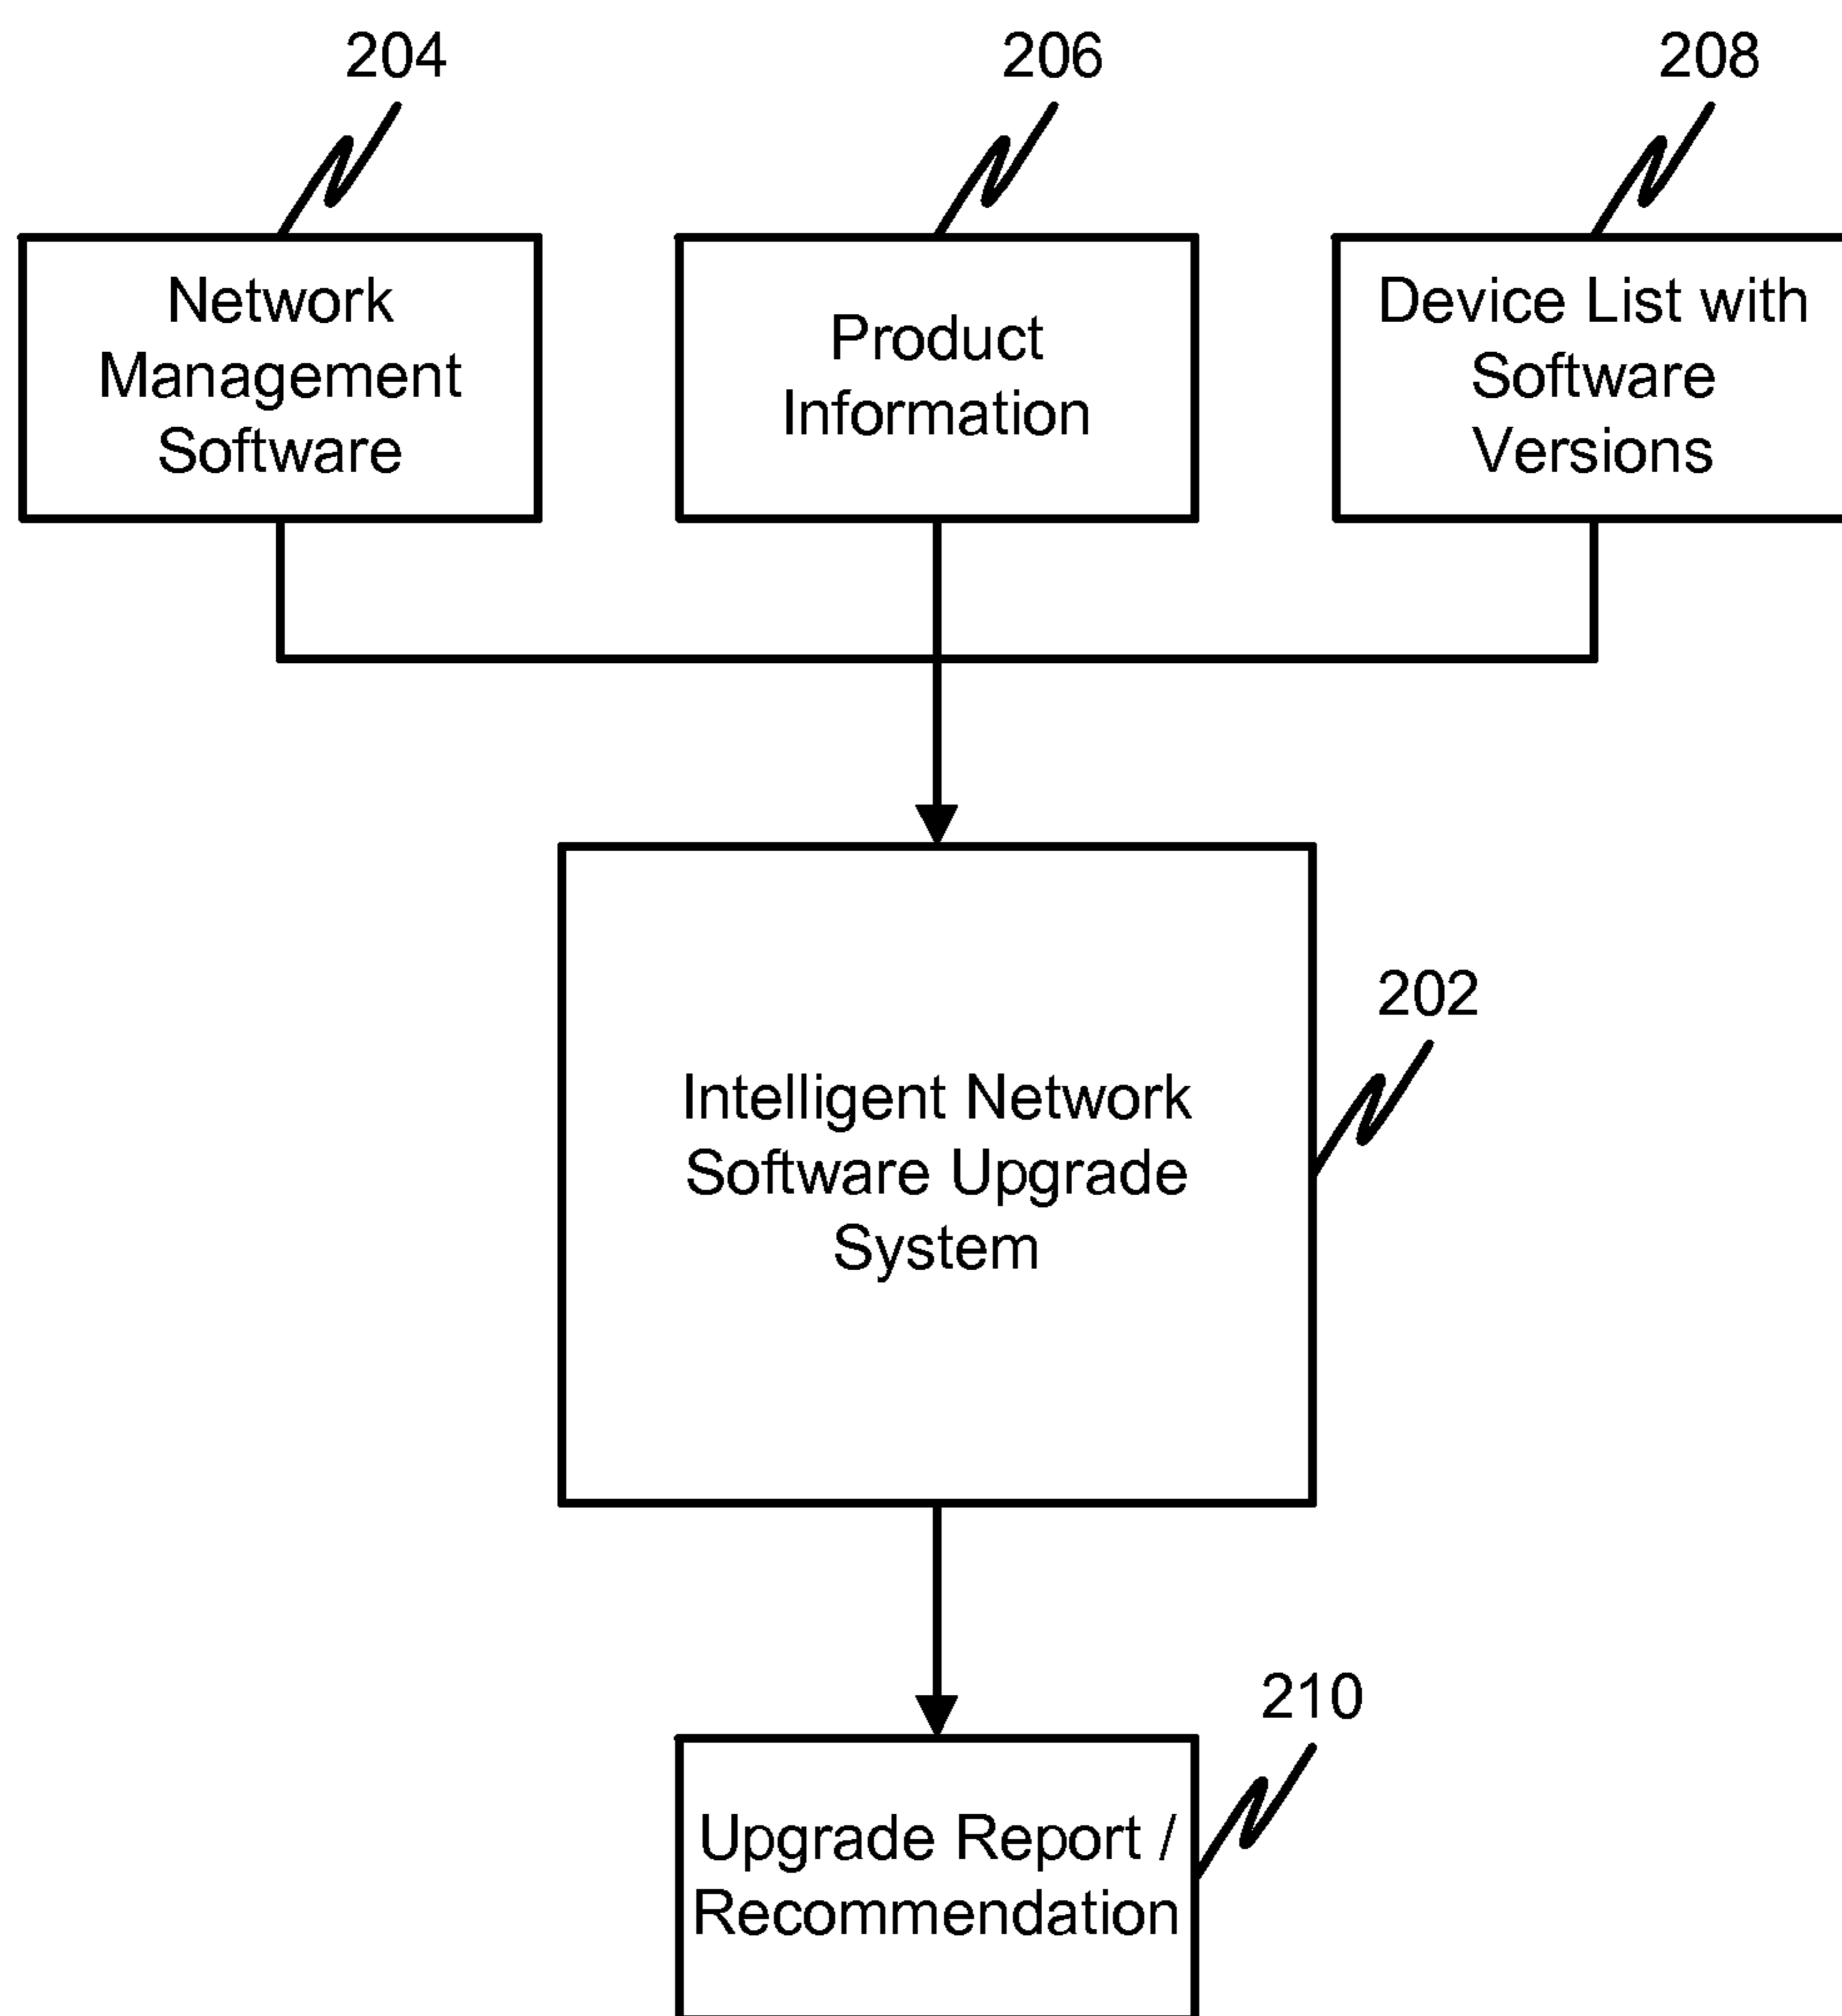 204
206
208
Network
Management
Software
Product
Information
Device List with
Software
Versions
202
Intelligent Network
Software Upgrade
System
210
Upgrade Report /
Recommendation